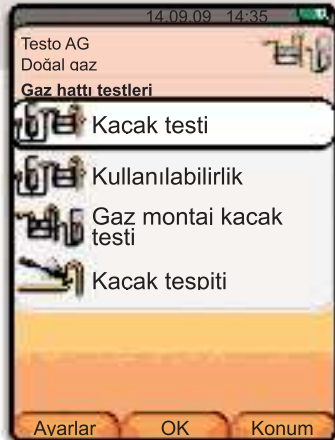 14.09.09 14:35
Testo AG
Doğal gaz
Gaz hattı testleri
Kacak testi
Kullanılabilirlik
Gaz montai kacak
testi
Kacak tespiti
Ayarlar OK Konum